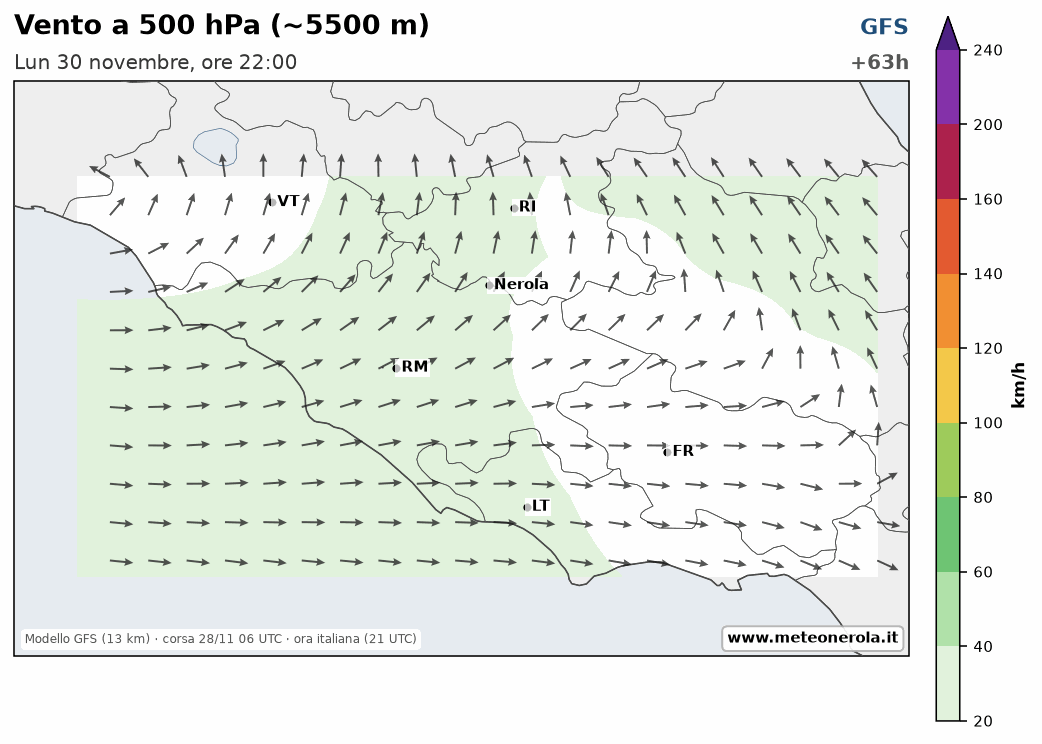 Vento a 500 hPa (~5500 m)
GFS
Lun 30 novembre, ore 22:00
+63h
VT
RI
Nerola
RM
FR
LT
240
200
160
140
120
100
80
60
40
20
km/h
Modello GFS (13 km) · corsa 28/11 06 UTC · ora italiana (21 UTC)
www.meteonerola.it